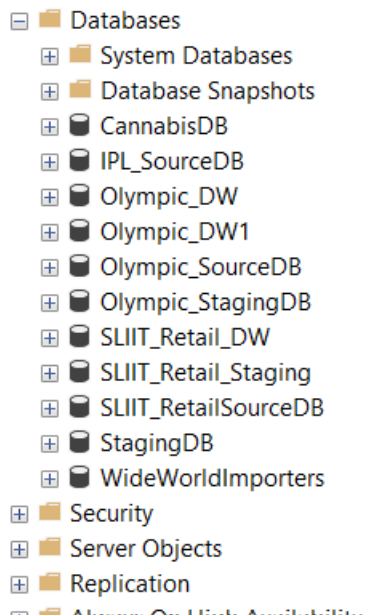 Databases
System Databases
Database Snapshots
CannabisDB
IPL_SourceDB
Olympic_DW
Olympic_DW1
Olympic_SourceDB
Olympic_StagingDB
SLIIT_Retail_DW
SLIIT_Retail_Staging
SLIIT_RetailSourceDB
StagingDB
WideWorldImporters
Security
Server Objects
Replication